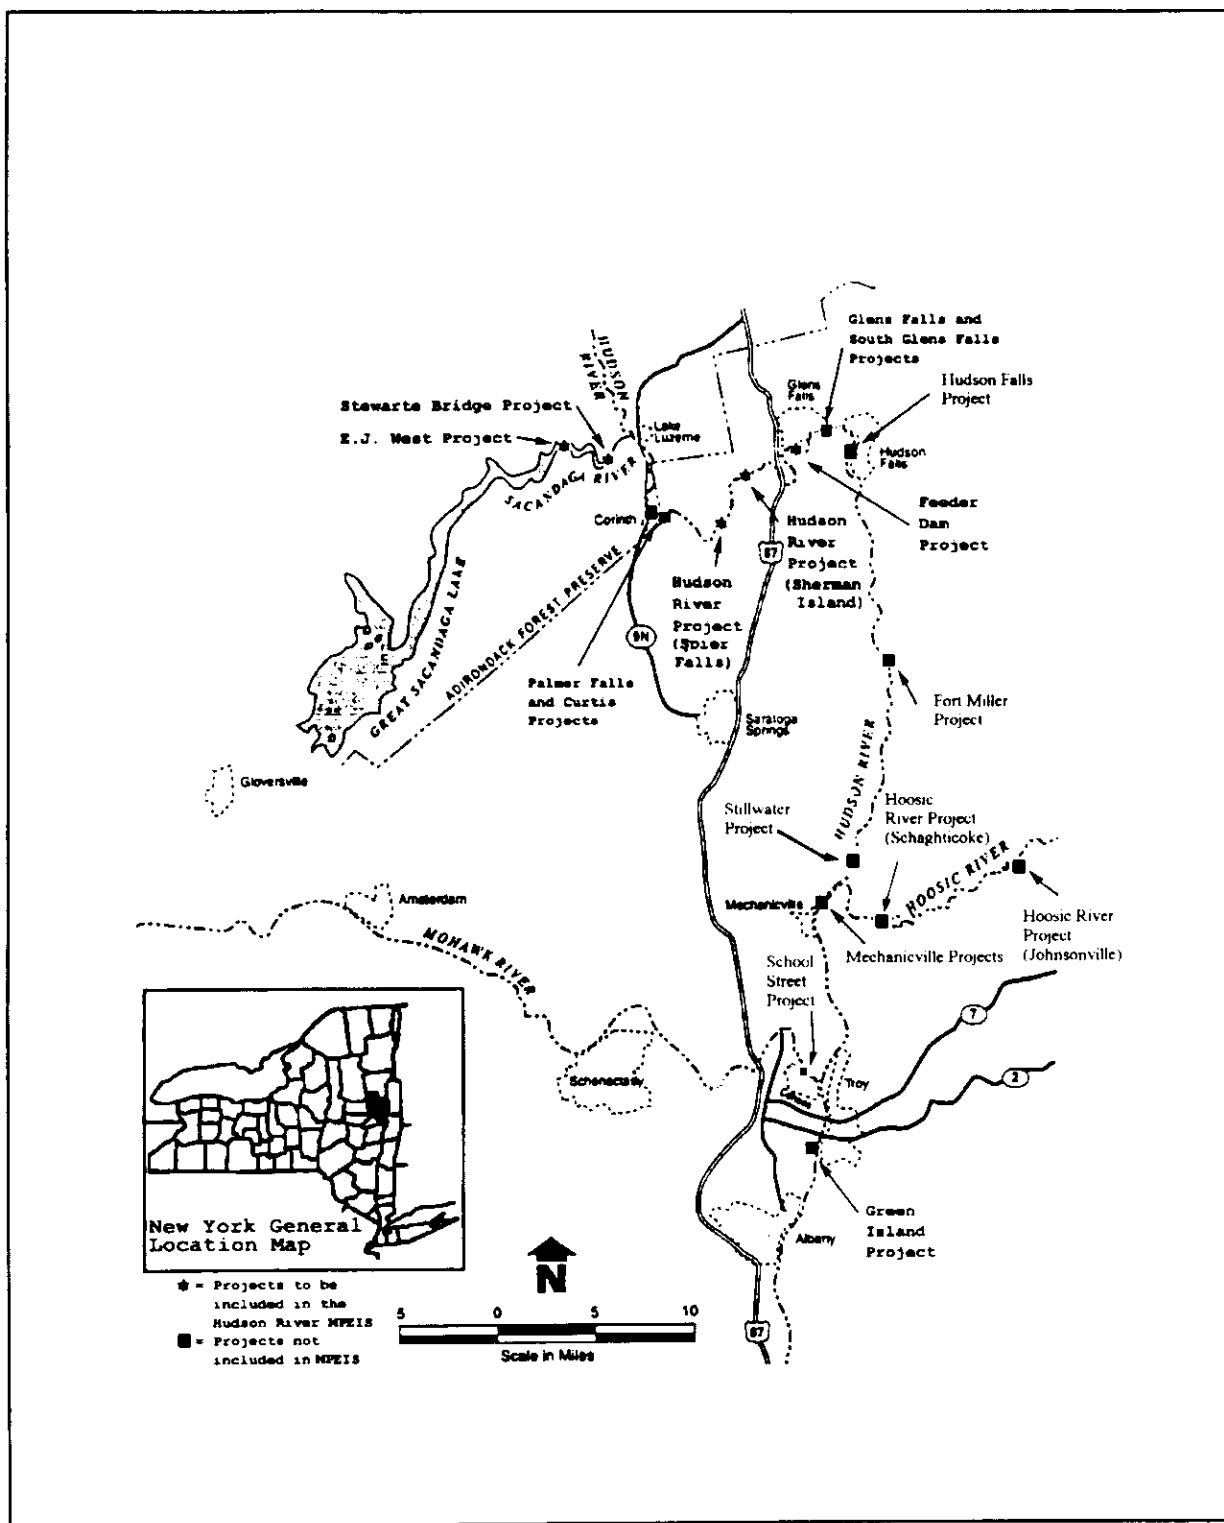 Glens Falls and
South Glens Falls
Projects
HUDSON
RIVER
HUDSON
RIVER
Glens
Falls
Hudson Falls
Project
Stewarte Bridge Project
E.J. West Project
Lake
Luzerne
Hudson
Falls
SACANDAGA RIVER
Feeder
Dam
Project
Corinth
Hudson
River
Project
(Sherman
Island)
87
Hudson
River
Project
(Spier
Falls)
GREAT SACANDAGA LAKE
ADIRONDACK FOREST PRESERVE
9N
Palmer Falls
and Curtis
Projects
Fort Miller
Project
Saratoga
Springs
Gloversville
HUDSON RIVER
Stillwater
Project
Hoosic
River Project
(Schaghticoke)
HOOSIC RIVER
Amsterdam
Mechanicville
MOHAWK RIVER
Hoosic River
Project
(Johnsonville)
Mechanicville Projects
School
Street
Project
7
2
Schenectady
Cohoes
Troy
Green
Island
Project
Albany
New York General
Location Map
N
* = Projects to be
included in the
Hudson River MPEIS
■ = Projects not
included in MPEIS
5 0 5 10
Scale in Miles
87